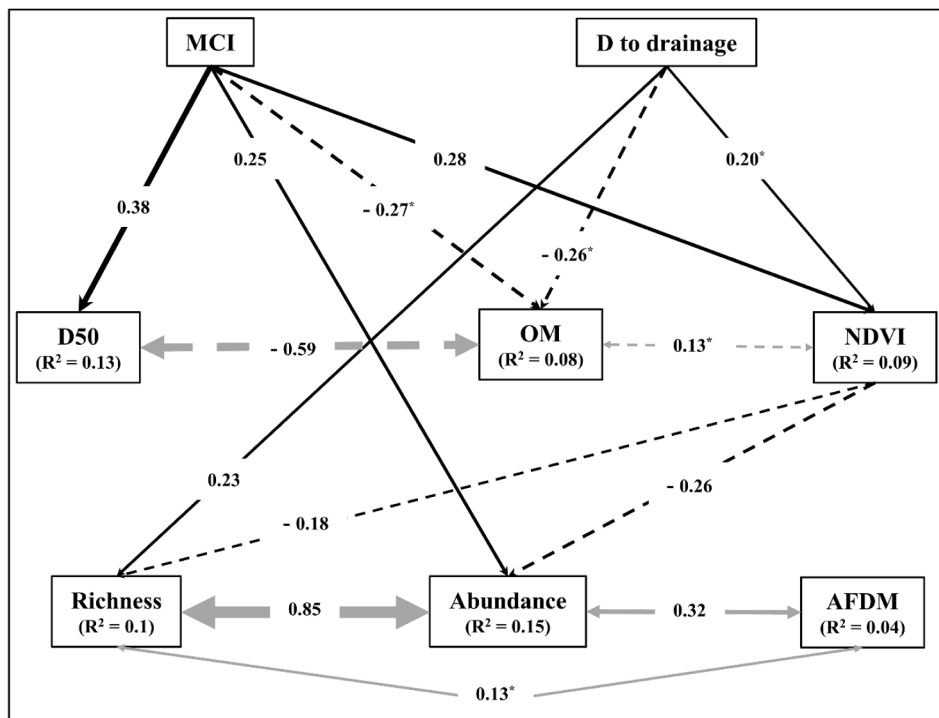 MCI
D to drainage
0.25
0.28
0.20*
0.38
- 0.27*
- 0.26*
D50
(R² = 0.13)
- 0.59
OM
(R² = 0.08)
0.13*
NDVI
(R² = 0.09)
0.23
- 0.18
- 0.26
Richness
(R² = 0.1)
0.85
Abundance
(R² = 0.15)
0.32
AFDM
(R² = 0.04)
0.13*